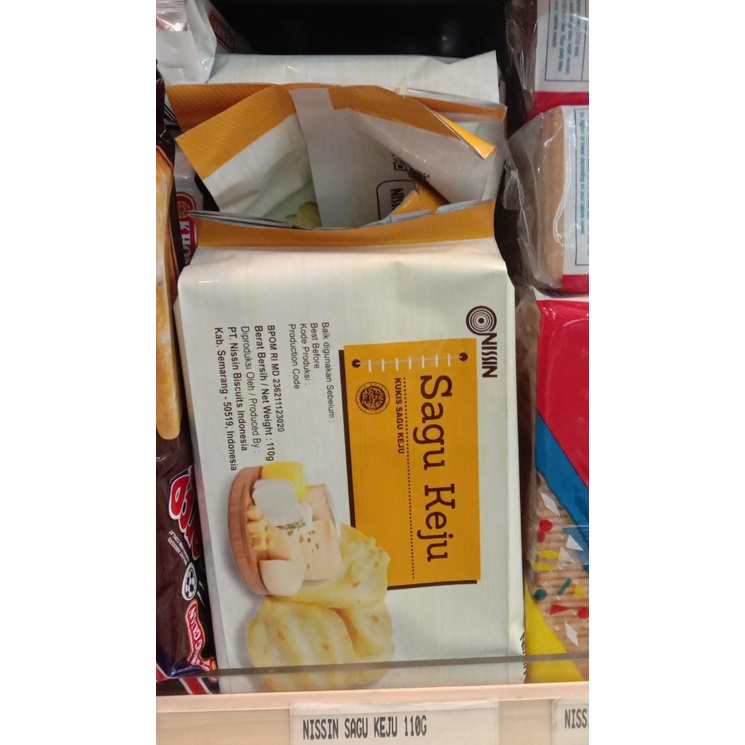 NISSIN
Sagu Keju
KUKIS SAGU KEJU
Baik digunakan Sebelum :
Best Before
Kode Produksi :
Production Code
BPOM RI MD 236211123020
Berat Bersih / Net Weight : 110g
Diproduksi Oleh / Produced By :
PT. Nissin Biscuits Indonesia
Kab. Semarang - 50519, Indonesia
NISSIN SAGU KEJU 110G
NISS